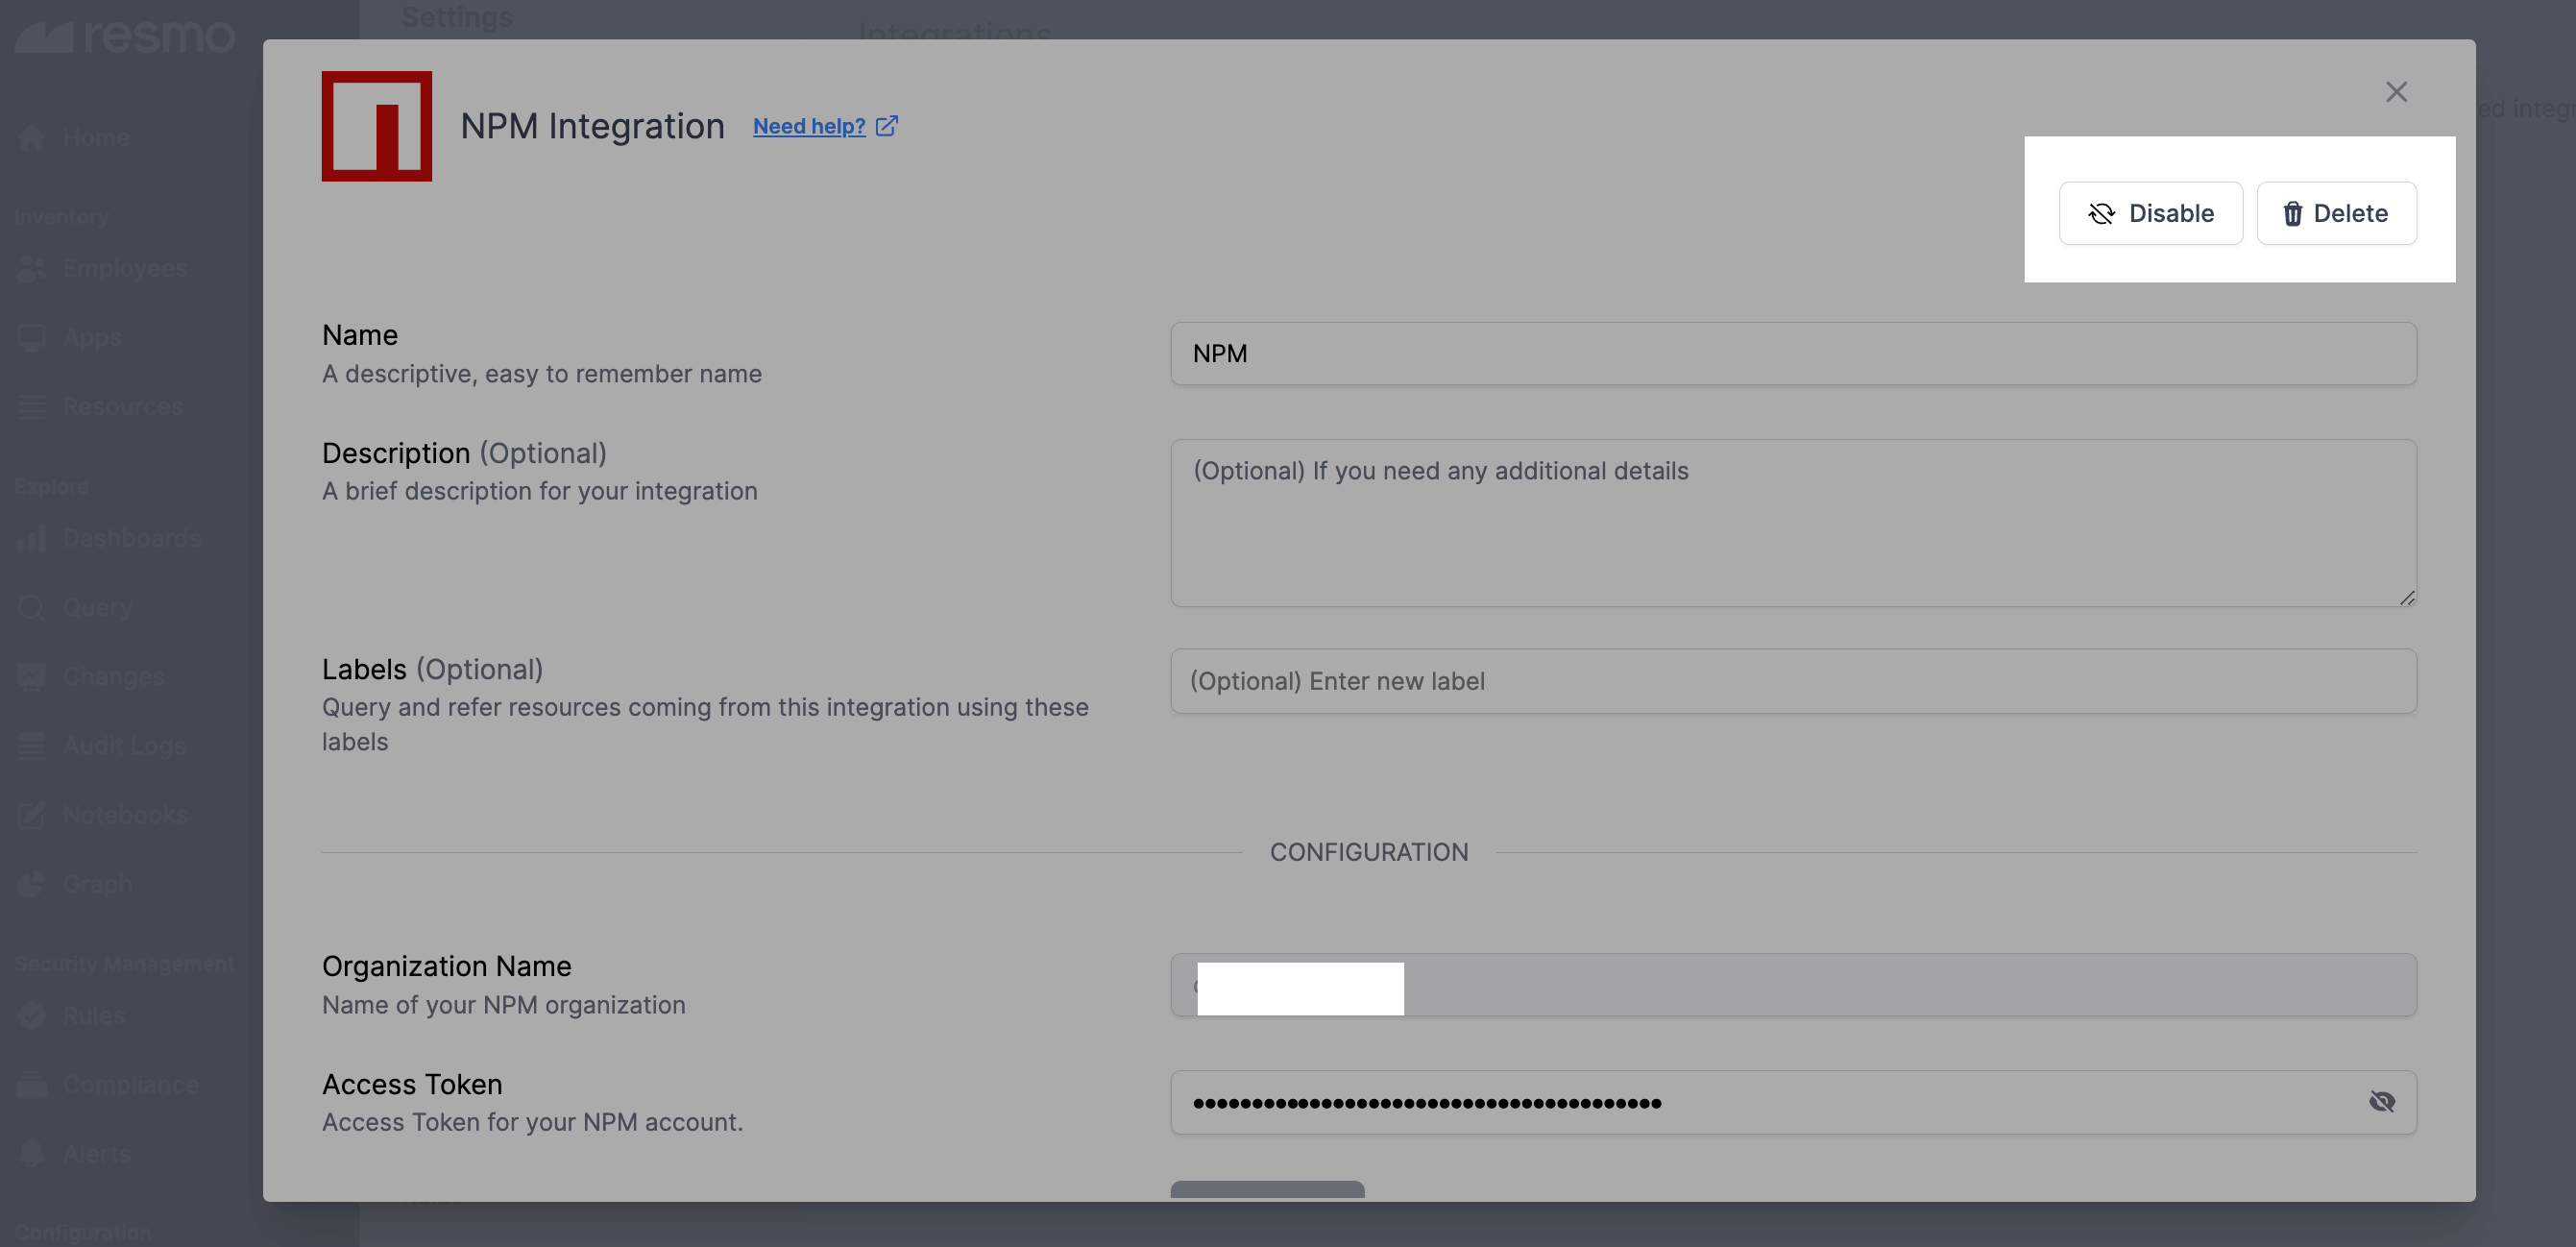 resmo
Settings
Integrations
Home
Inventory
Employees
Apps
Resources
Explore
Dashboards
Query
Changes
Audit Logs
Notebooks
Graph
Security Management
Rules
Compliance
Alerts
Configuration
NPM Integration
Need help?
Disable
Delete
Name
A descriptive, easy to remember name
NPM
Description (Optional)
A brief description for your integration
(Optional) If you need any additional details
Labels (Optional)
Query and refer resources coming from this integration using these
labels
(Optional) Enter new label
CONFIGURATION
Organization Name
Name of your NPM organization
Access Token
Access Token for your NPM account.